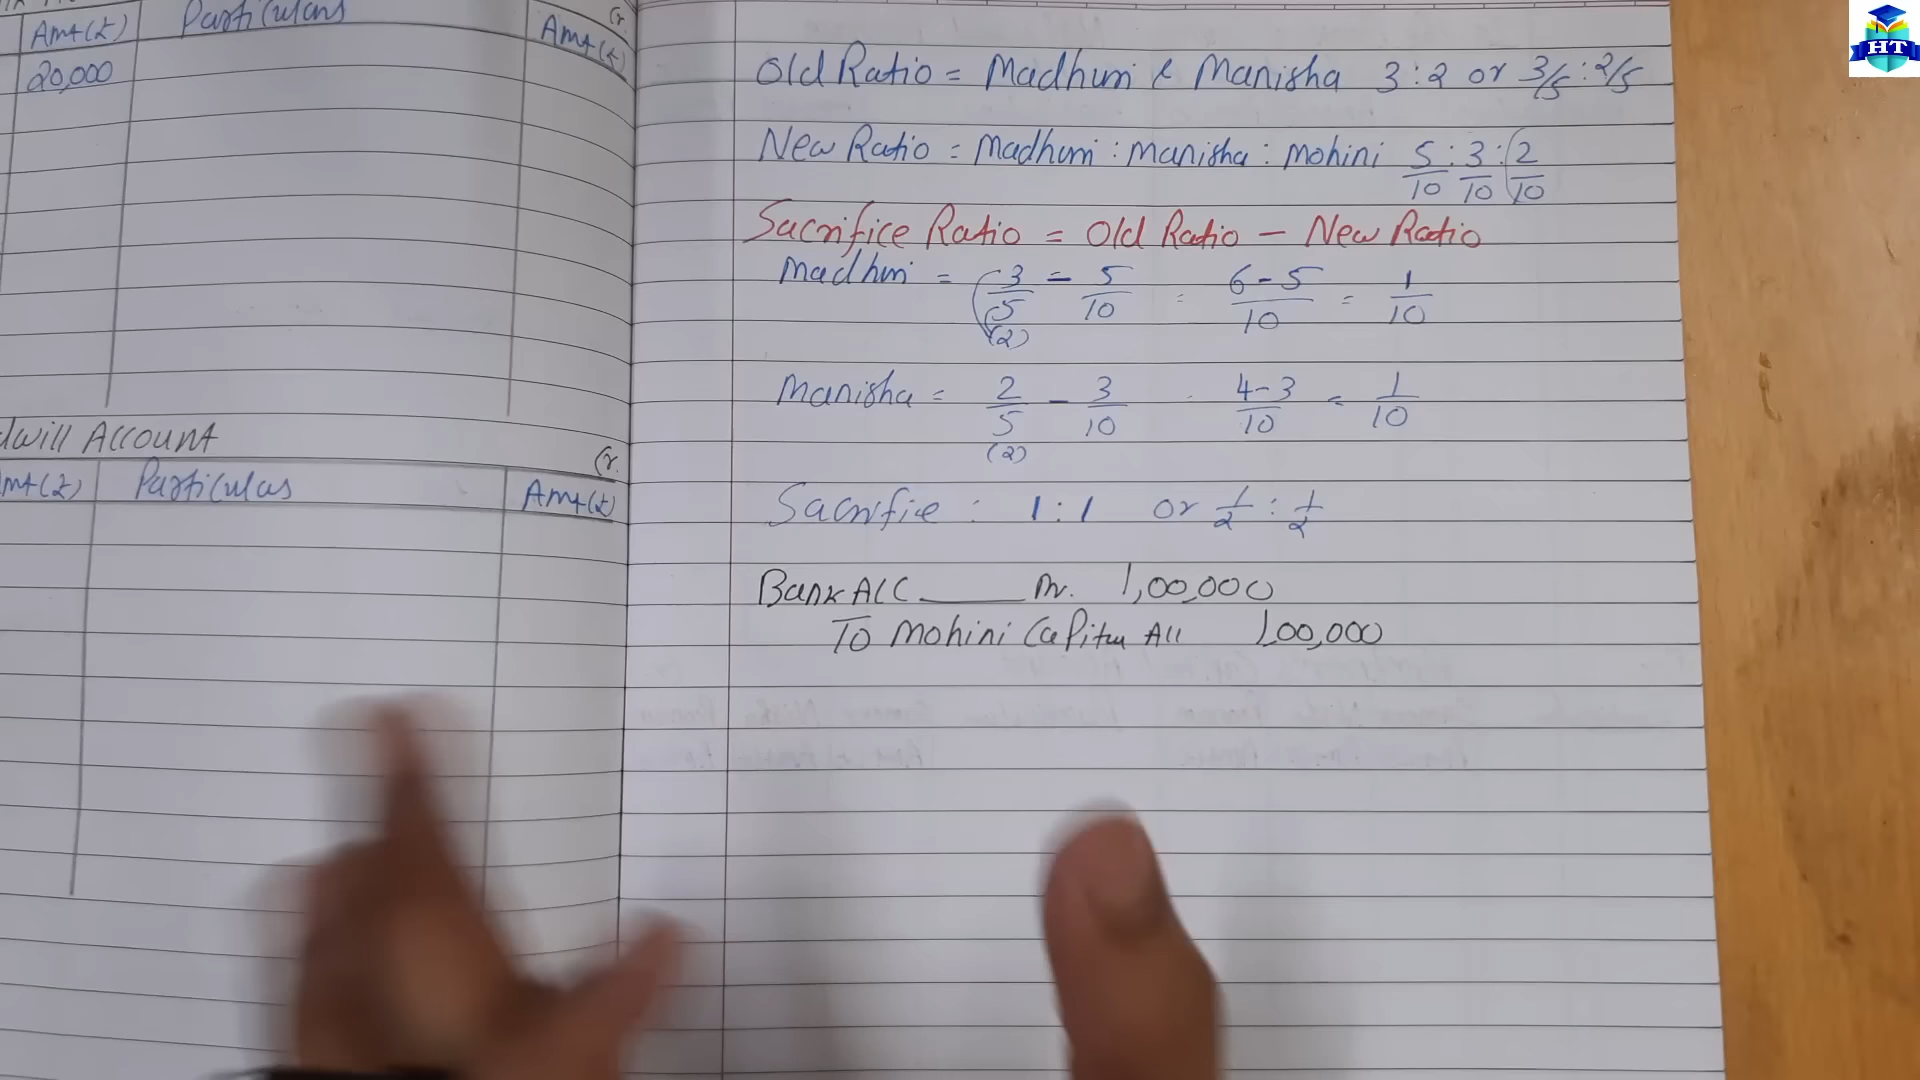 Amt(₹) Particulars Cr. Amt(₹)
20,000
dwill Account
Cr.
mt(₹) Particulas Amt(₹)
Old Ratio = Madhuri & Manisha 3:2 or 3/5 : 2/5
New Ratio = Madhuri : Manisha : Mohini 5/10 : 3/10 : 2/10
Sacrifice Ratio = Old Ratio – New Ratio
Madhuri = 3/5 (2) – 5/10 = 6-5/10 = 1/10
Manisha = 2/5 (2) – 3/10 = 4-3/10 = 1/10
Sacrifice : 1:1 or 1/2 : 1/2
Bank A/C ____ Dr. 1,00,000
To Mohini Capital A/C 1,00,000
HT